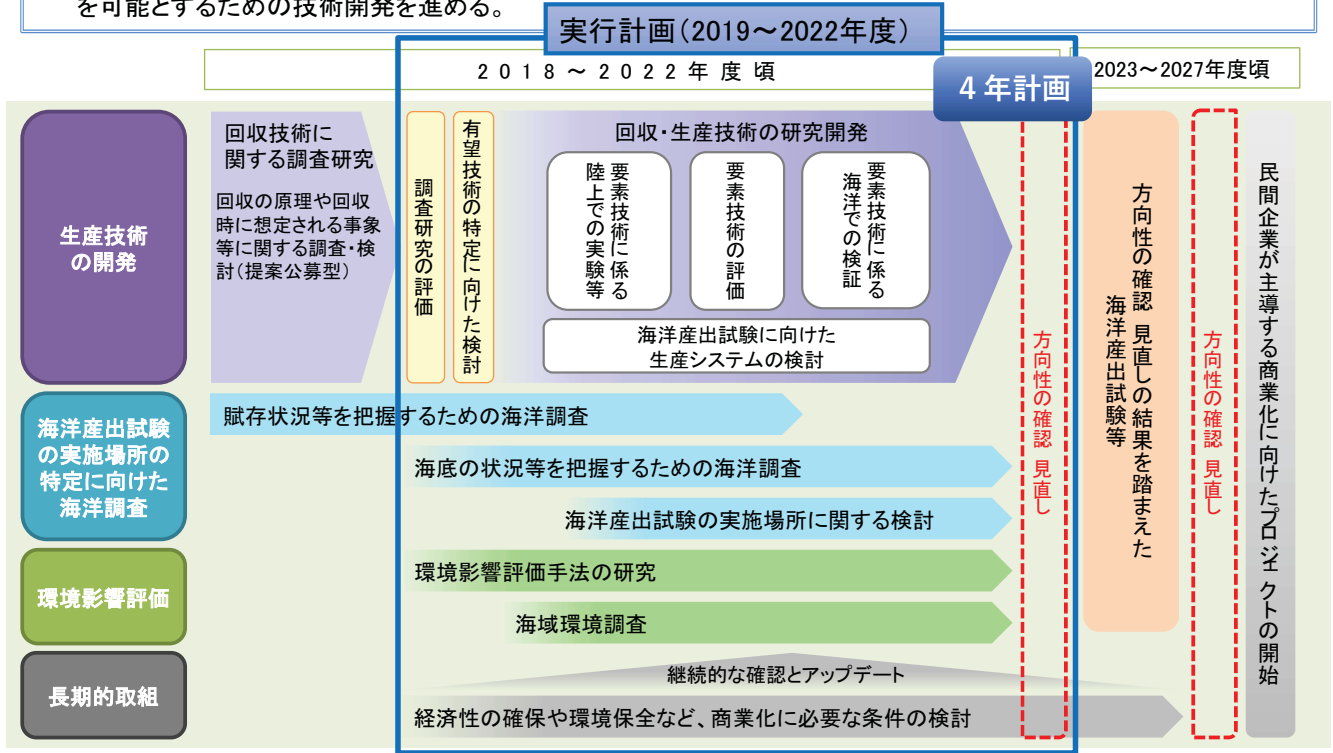 を可能とするための技術開発を進める。
実行計画(2019～2022年度)
2018～2022年度頃
2023～2027年度頃
4年計画
生産技術
の開発
回収技術に
関する調査研究
回収の原理や回収
時に想定される事象
等に関する調査・検
討(提案公募型)
調査研究の評価
有望技術の特定に向けた検討
回収・生産技術の研究開発
要素技術に係る
陸上での実験等
要素技術の評価
要素技術に係る
海洋での検証
海洋産出試験に向けた
生産システムの検討
海洋産出試験
の実施場所の
特定に向けた
海洋調査
賦存状況等を把握するための海洋調査
海底の状況等を把握するための海洋調査
海洋産出試験の実施場所に関する検討
環境影響評価
環境影響評価手法の研究
海域環境調査
長期的取組
継続的な確認とアップデート
経済性の確保や環境保全など、商業化に必要な条件の検討
方向性の確認 見直し
方向性の確認 見直しの結果を踏まえた
海洋産出試験等
方向性の確認 見直し
民間企業が主導する商業化に向けたプロジェクトの開始